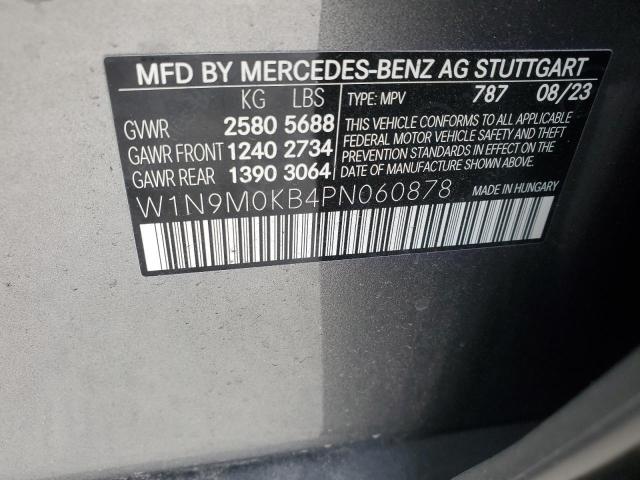 MFD BY MERCEDES-BENZ AG STUTTGART
KG LBS TYPE: MPV 787 08/23
GVWR 2580 5688
GAWR FRONT 1240 2734
GAWR REAR 1390 3064
THIS VEHICLE CONFORMS TO ALL APPLICABLE
FEDERAL MOTOR VEHICLE SAFETY AND THEFT
PREVENTION STANDARDS IN EFFECT ON THE
DATE OF MANUFACTURE SHOWN ABOVE.
W1N9M0KB4PN060878 MADE IN HUNGARY